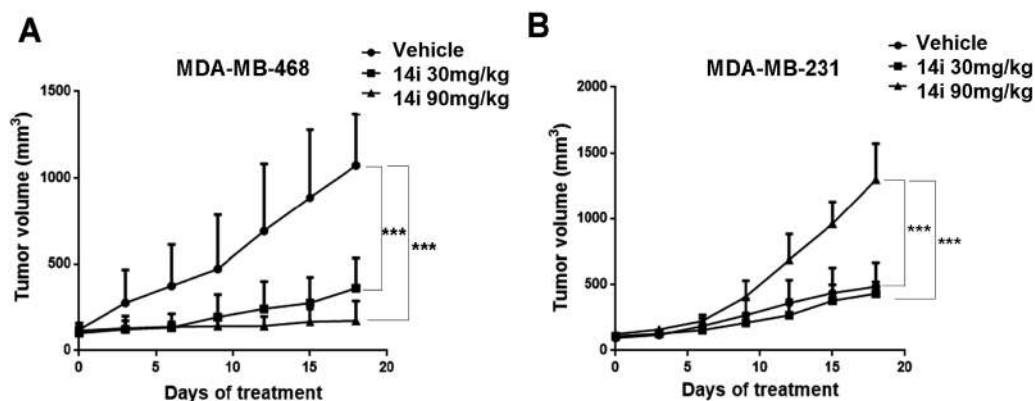 A
MDA-MB-468
Vehicle
14i 30mg/kg
14i 90mg/kg
Tumor volume (mm3)
1500
1000
500
0
0 5 10 15 20
Days of treatment
***
***
B
MDA-MB-231
Vehicle
14i 30mg/kg
14i 90mg/kg
Tumor volume (mm3)
2000
1500
1000
500
0
0 5 10 15 20
Days of treatment
***
***